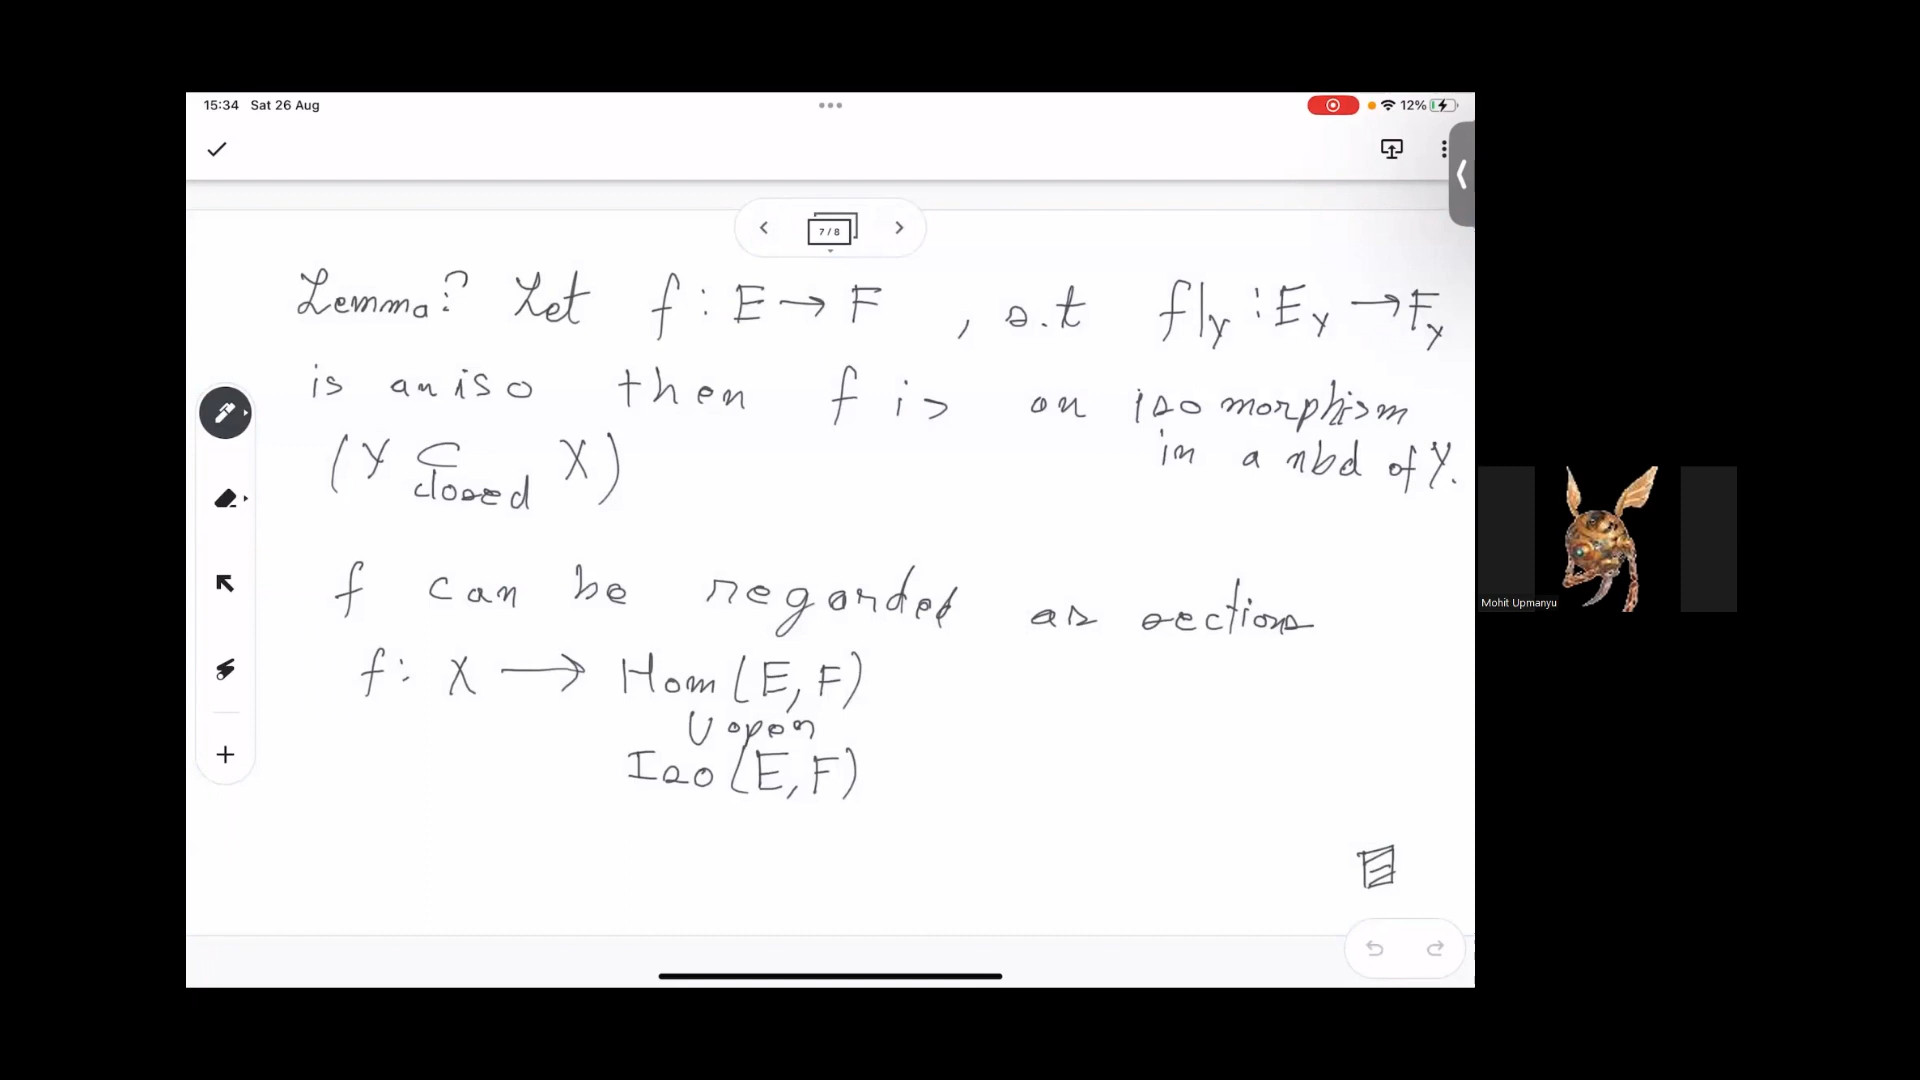 15:34 Sat 26 Aug
12%
7 / 8
Lemma: Let f : E → F , s.t f|Y : EY → FY
is an iso then f is an isomorphism
in a nbd of Y.
(Y ⊂ X)
closed
f can be regarded as sections
f: X → Hom(E, F)
∪ open
Iso(E, F)
Mohit Upmanyu